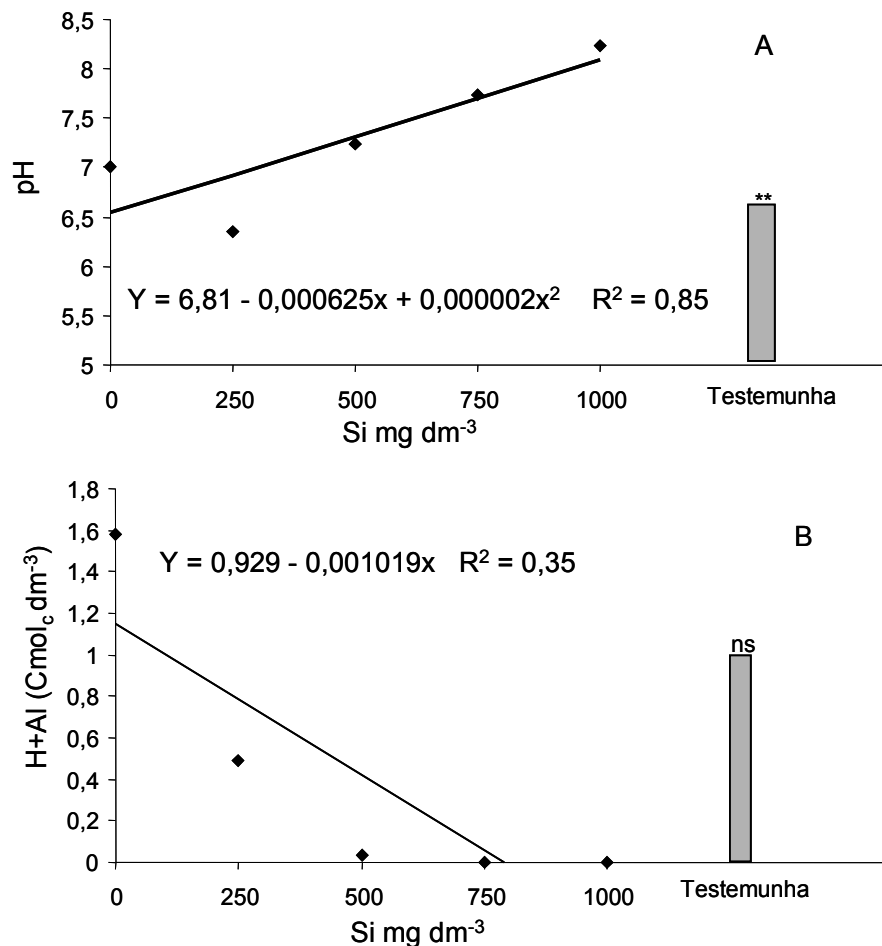 8,5
8
7,5
7
6,5
6
5,5
5
pH
A
**
Y = 6,81 - 0,000625x + 0,000002x² R² = 0,85
0 250 500 750 1000 Testemunha
Si mg dm⁻³
1,8
1,6
1,4
1,2
1
0,8
0,6
0,4
0,2
0
H+Al (Cmol꜀ dm⁻³)
B
Y = 0,929 - 0,001019x R² = 0,35
ns
0 250 500 750 1000 Testemunha
Si mg dm⁻³